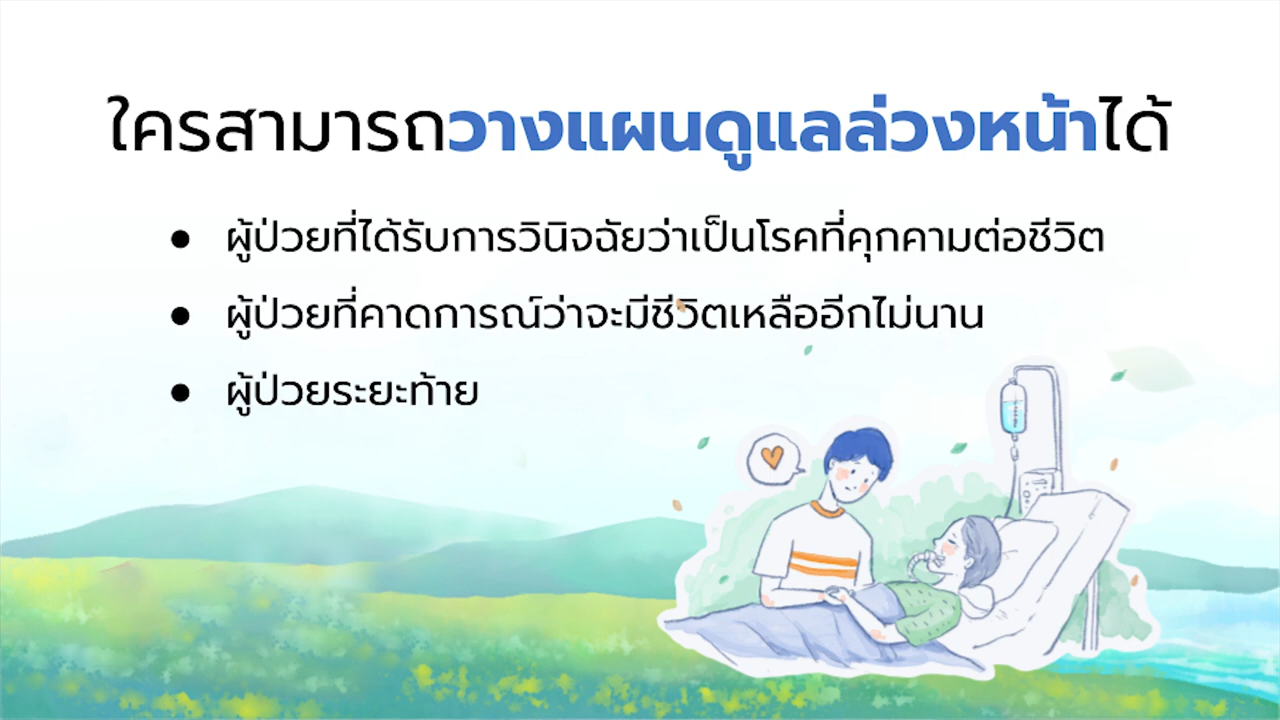 ใครสามารถวางแผนดูแลล่วงหน้าได้
● ผู้ป่วยที่ได้รับการวินิจฉัยว่าเป็นโรคที่คุกคามต่อชีวิต
● ผู้ป่วยที่คาดการณ์ว่าจะมีชีวิตเหลืออีกไม่นาน
● ผู้ป่วยระยะท้าย